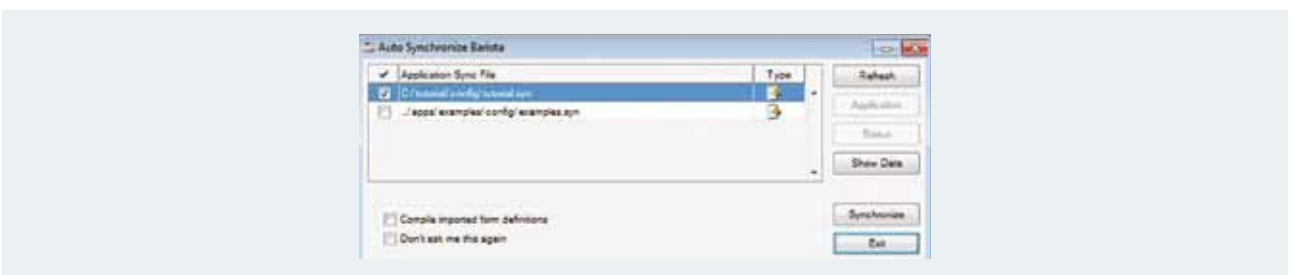 Auto Synchronize Barista
Application Sync File Type
C:/tutorial/config/tutorial.syn
../apps/examples/config/examples.syn
Refresh
Application
Status
Show Data
Compile imported form definitions
Don't ask me this again
Synchronize
Exit